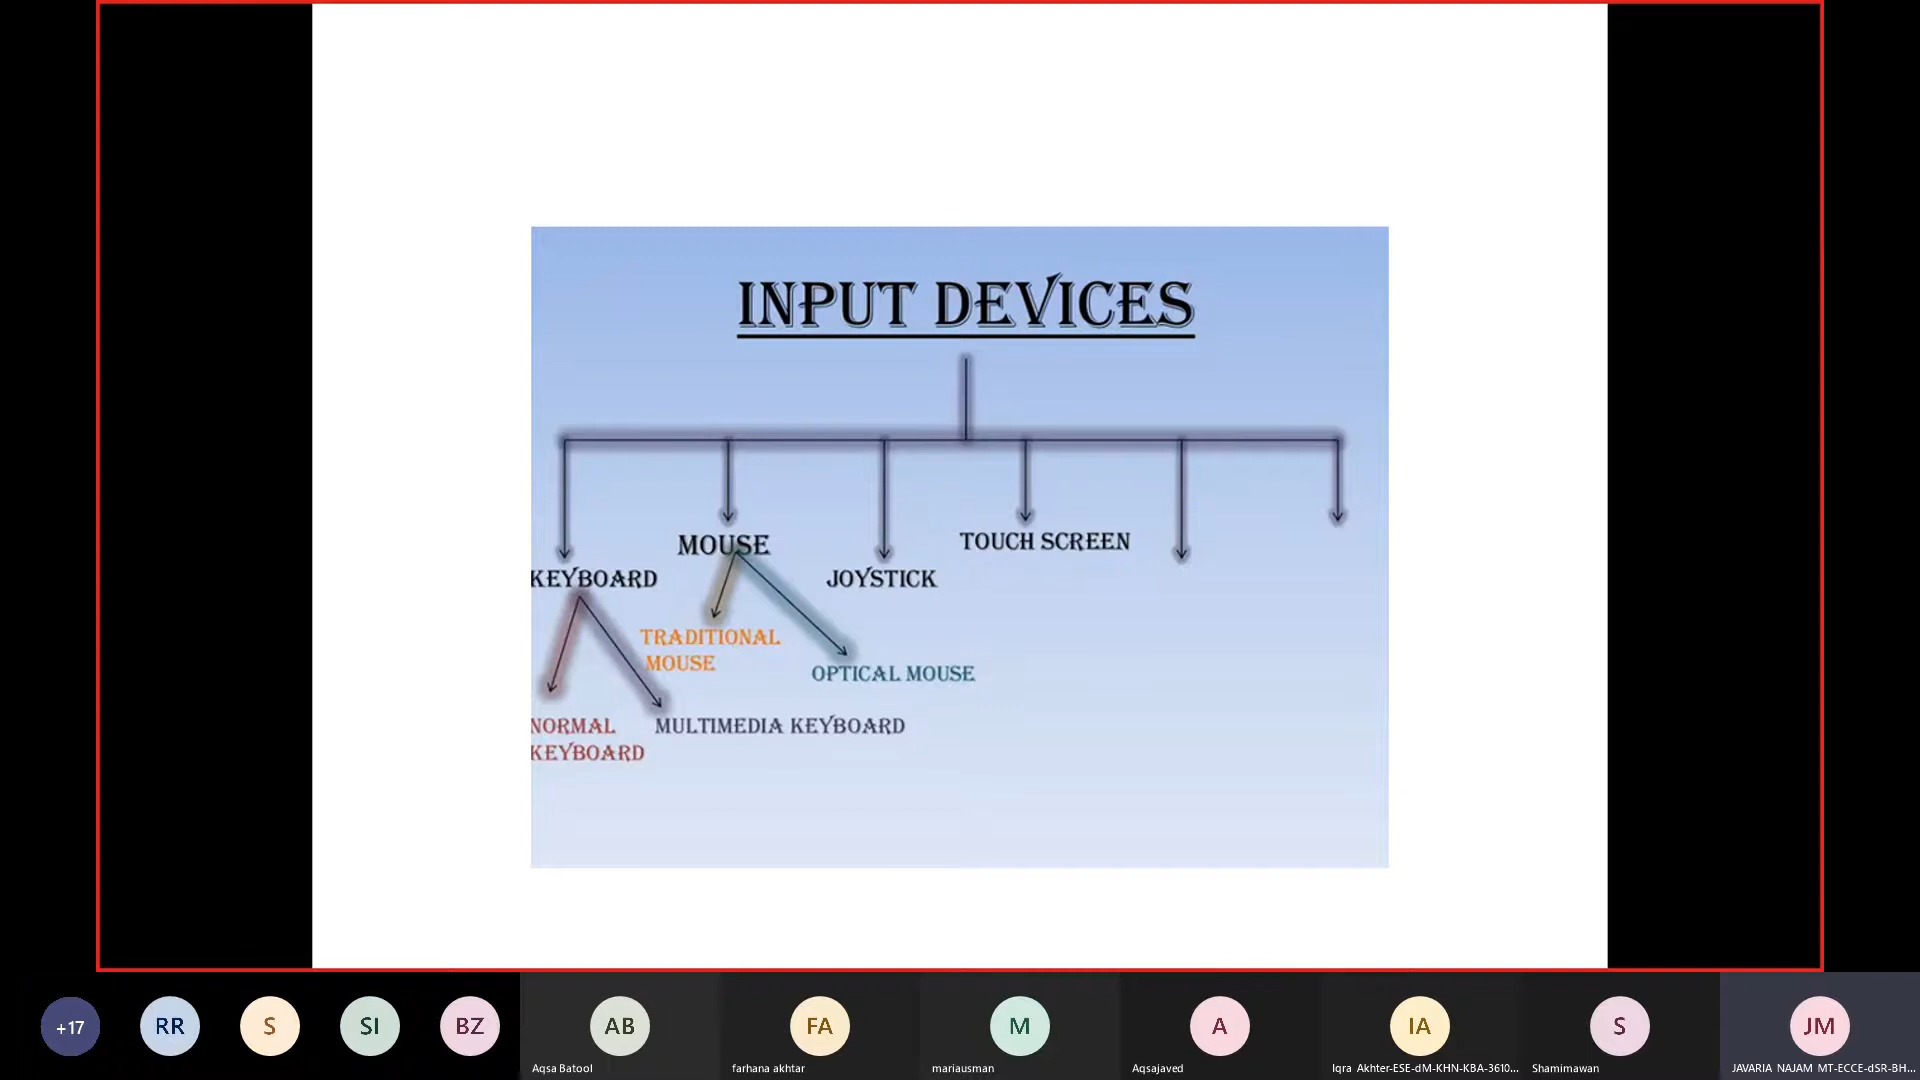 INPUT DEVICES
MOUSE
TOUCH SCREEN
KEYBOARD
JOYSTICK
TRADITIONAL
MOUSE
OPTICAL MOUSE
NORMAL
KEYBOARD
MULTIMEDIA KEYBOARD
+17
RR
S
SI
BZ
AB
FA
M
A
IA
S
JM
Aqsa Batool
farhana akhtar
mariausman
Aqsajaved
Iqra Akhter-ESE-dM-KHN-KBA-3610...
Shamimawan
JAVARIA NAJAM MT-ECCE-dSR-BH...